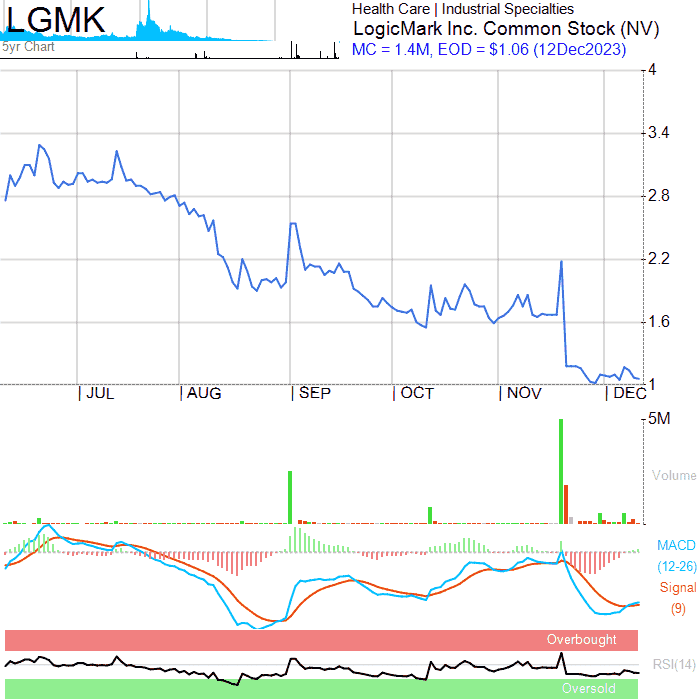 LGMK
5yr Chart
Health Care | Industrial Specialties
LogicMark Inc. Common Stock (NV)
MC = 1.4M, EOD = $1.06 (12Dec2023)
4
3.4
2.8
2.2
1.6
1
| JUL | AUG | SEP | OCT | NOV | DEC
5M
Volume
MACD
(12-26)
Signal
(9)
Overbought
RSI(14)
Oversold